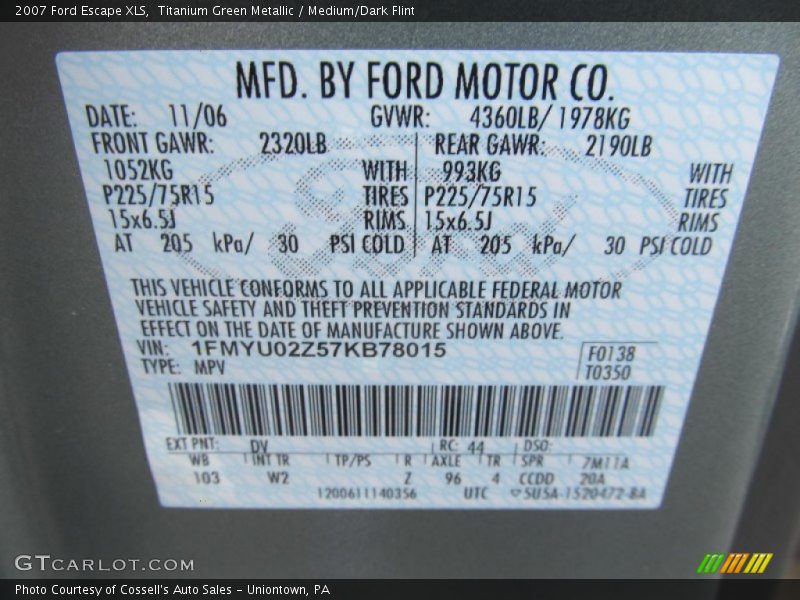 2007 Ford Escape XLS,  Titanium Green Metallic / Medium/Dark Flint
MFD. BY FORD MOTOR CO.
DATE: 11/06 GVWR: 4360LB/1978KG
FRONT GAWR: 2320LB REAR GAWR: 2190LB
1052KG WITH 993KG WITH
P225/75R15 TIRES P225/75R15 TIRES
15x6.5J RIMS 15x6.5J RIMS
AT 205 kPa/ 30 PSI COLD AT 205 kPa/ 30 PSI COLD
THIS VEHICLE CONFORMS TO ALL APPLICABLE FEDERAL MOTOR
VEHICLE SAFETY AND THEFT PREVENTION STANDARDS IN
EFFECT ON THE DATE OF MANUFACTURE SHOWN ABOVE.
VIN: 1FMYU02Z57KB78015 F0138
TYPE: MPV T0350
EXT PNT: DV RC: 44 DSO:
WB INT TR TP/PS R AXLE TR SPR 7M11A
103 W2 Z 96 4 CCDD 20A
1200611140356 UTC 5U5A-1520472-BA
GTCARLOT.COM
Photo Courtesy of Cossell's Auto Sales - Uniontown, PA